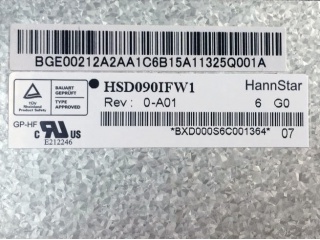 BGE00212A2AA1C6B15A11325Q001A
BAUART
GEPRÜFT
TYPE
APPROVED
HSD090IFW1
HannStar
Rev: 0-A01
6 G0
GP-HF
C US
E212246
*BXD000S6C001364*
07